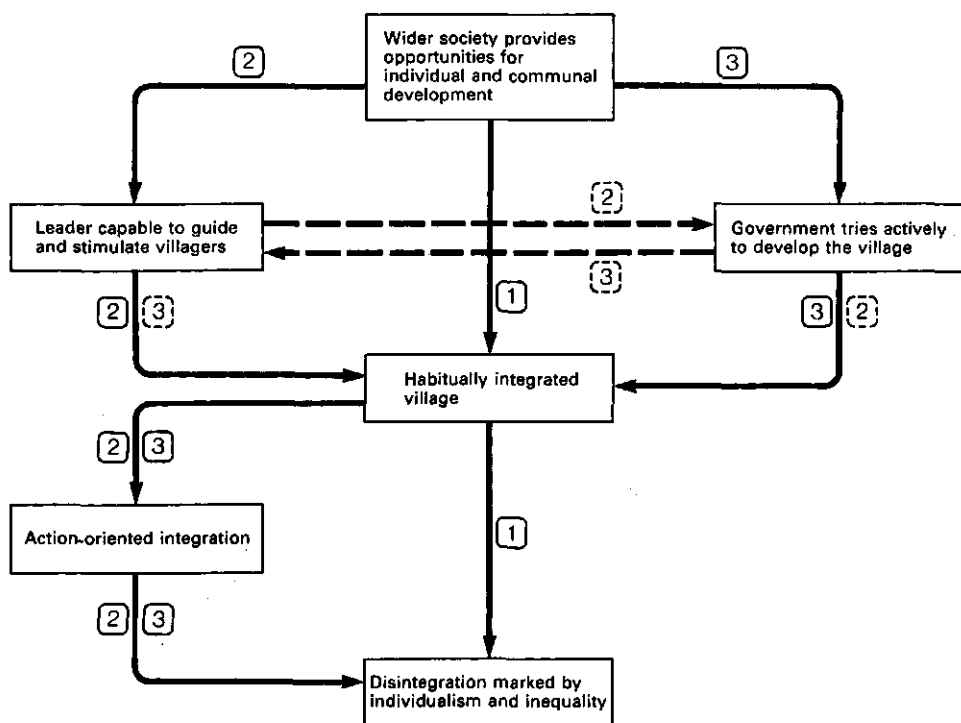 Wider society provides
opportunities for
individual and communal
development
2
3
Leader capable to guide
and stimulate villagers
2
3
Government tries actively
to develop the village
2 3
1
3 2
Habitually integrated
village
2 3
1
Action-oriented integration
2 3
Disintegration marked by
individualism and inequality